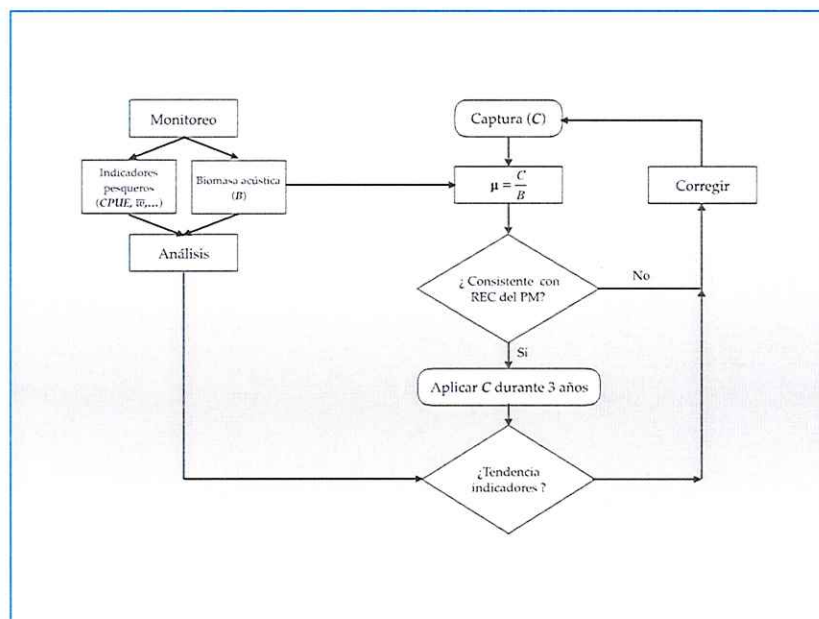 Monitoreo
Indicadores
pesqueros
(CPUE, w̅,...)
Biomasa acústica
(B)
Análisis
Captura (C)
μ = C/B
Corregir
¿Consistente con
REC del PM?
No
Si
Aplicar C durante 3 años
¿Tendencia
indicadores ?